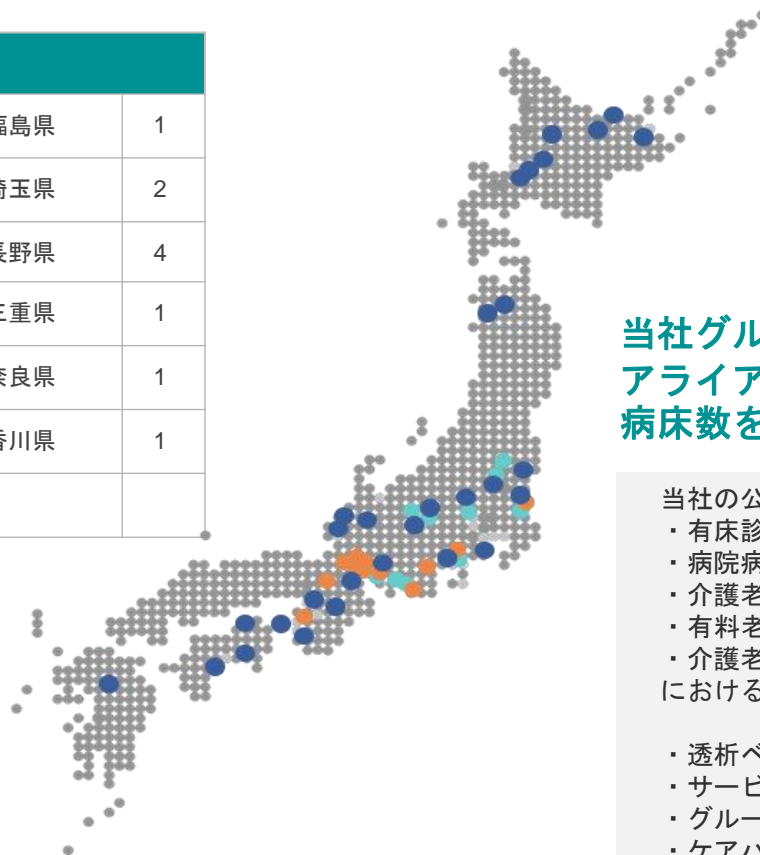 福島県 1
埼玉県 2
長野県 4
三重県 1
奈良県 1
香川県 1
当社グル
アライア
病床数を
当社の公
・有床診
・病院病
・介護老
・有料老
・介護老
における
・透析ベ
・サービ
・グルー
・ケアハ